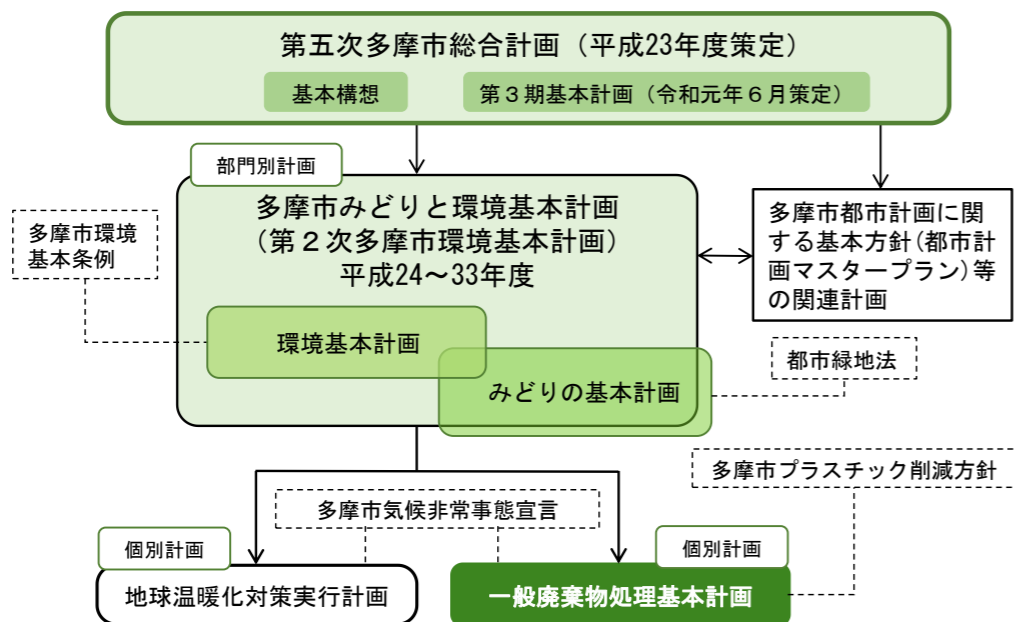 第五次多摩市総合計画（平成23年度策定）
基本構想
第３期基本計画（令和元年６月策定）
部門別計画
多摩市みどりと環境基本計画
（第２次多摩市環境基本計画）
平成24～33年度
多摩市環境
基本条例
多摩市都市計画に関
する基本方針(都市計
画マスタープラン)等
の関連計画
環境基本計画
都市緑地法
みどりの基本計画
多摩市プラスチック削減方針
多摩市気候非常事態宣言
個別計画
地球温暖化対策実行計画
個別計画
一般廃棄物処理基本計画